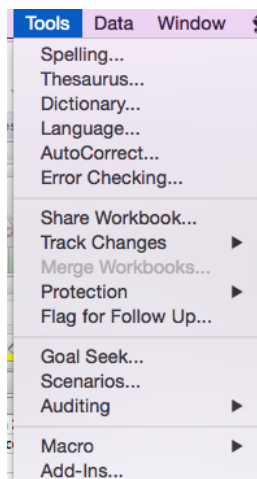 Tools Data Window
Spelling...
Thesaurus...
Dictionary...
Language...
AutoCorrect...
Error Checking...
Share Workbook...
Track Changes
Merge Workbooks...
Protection
Flag for Follow Up...
Goal Seek...
Scenarios...
Auditing
Macro
Add-Ins...